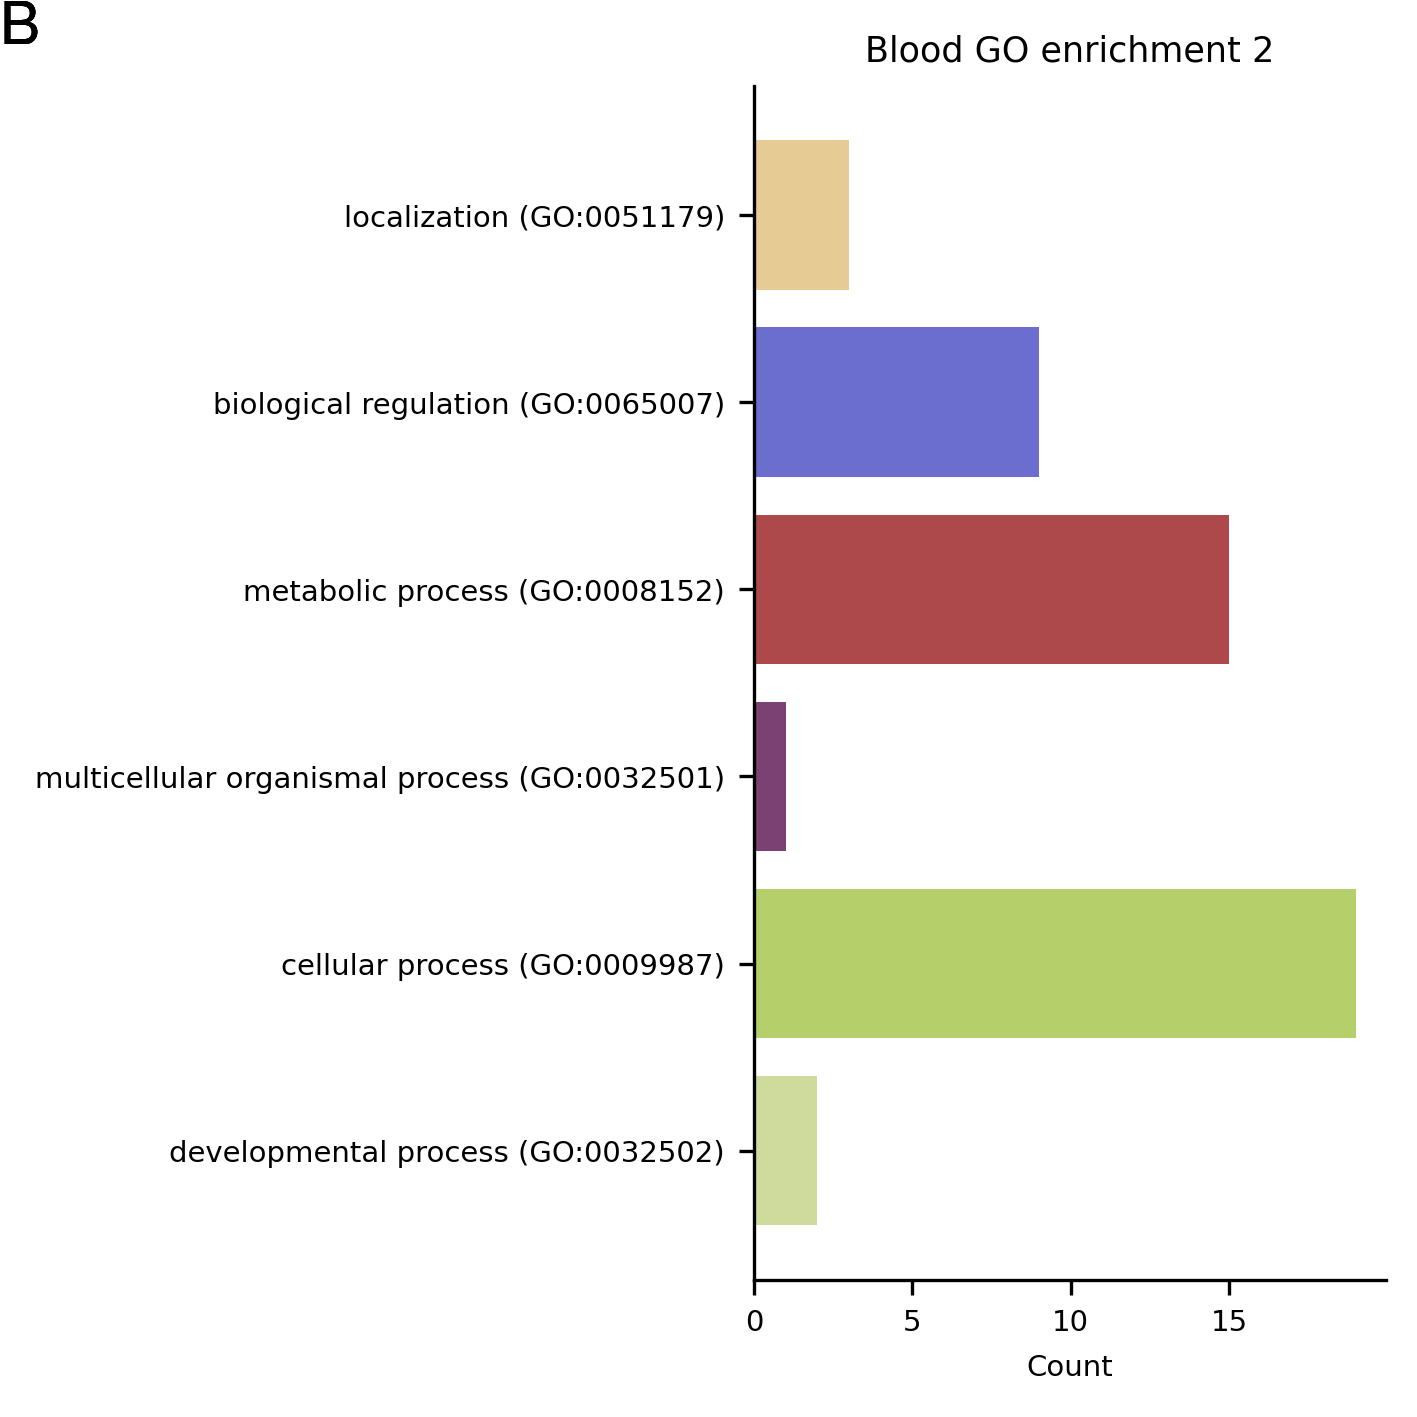 B
Blood GO enrichment 2
localization (GO:0051179)
biological regulation (GO:0065007)
metabolic process (GO:0008152)
multicellular organismal process (GO:0032501)
cellular process (GO:0009987)
developmental process (GO:0032502)
0 5 10 15
Count